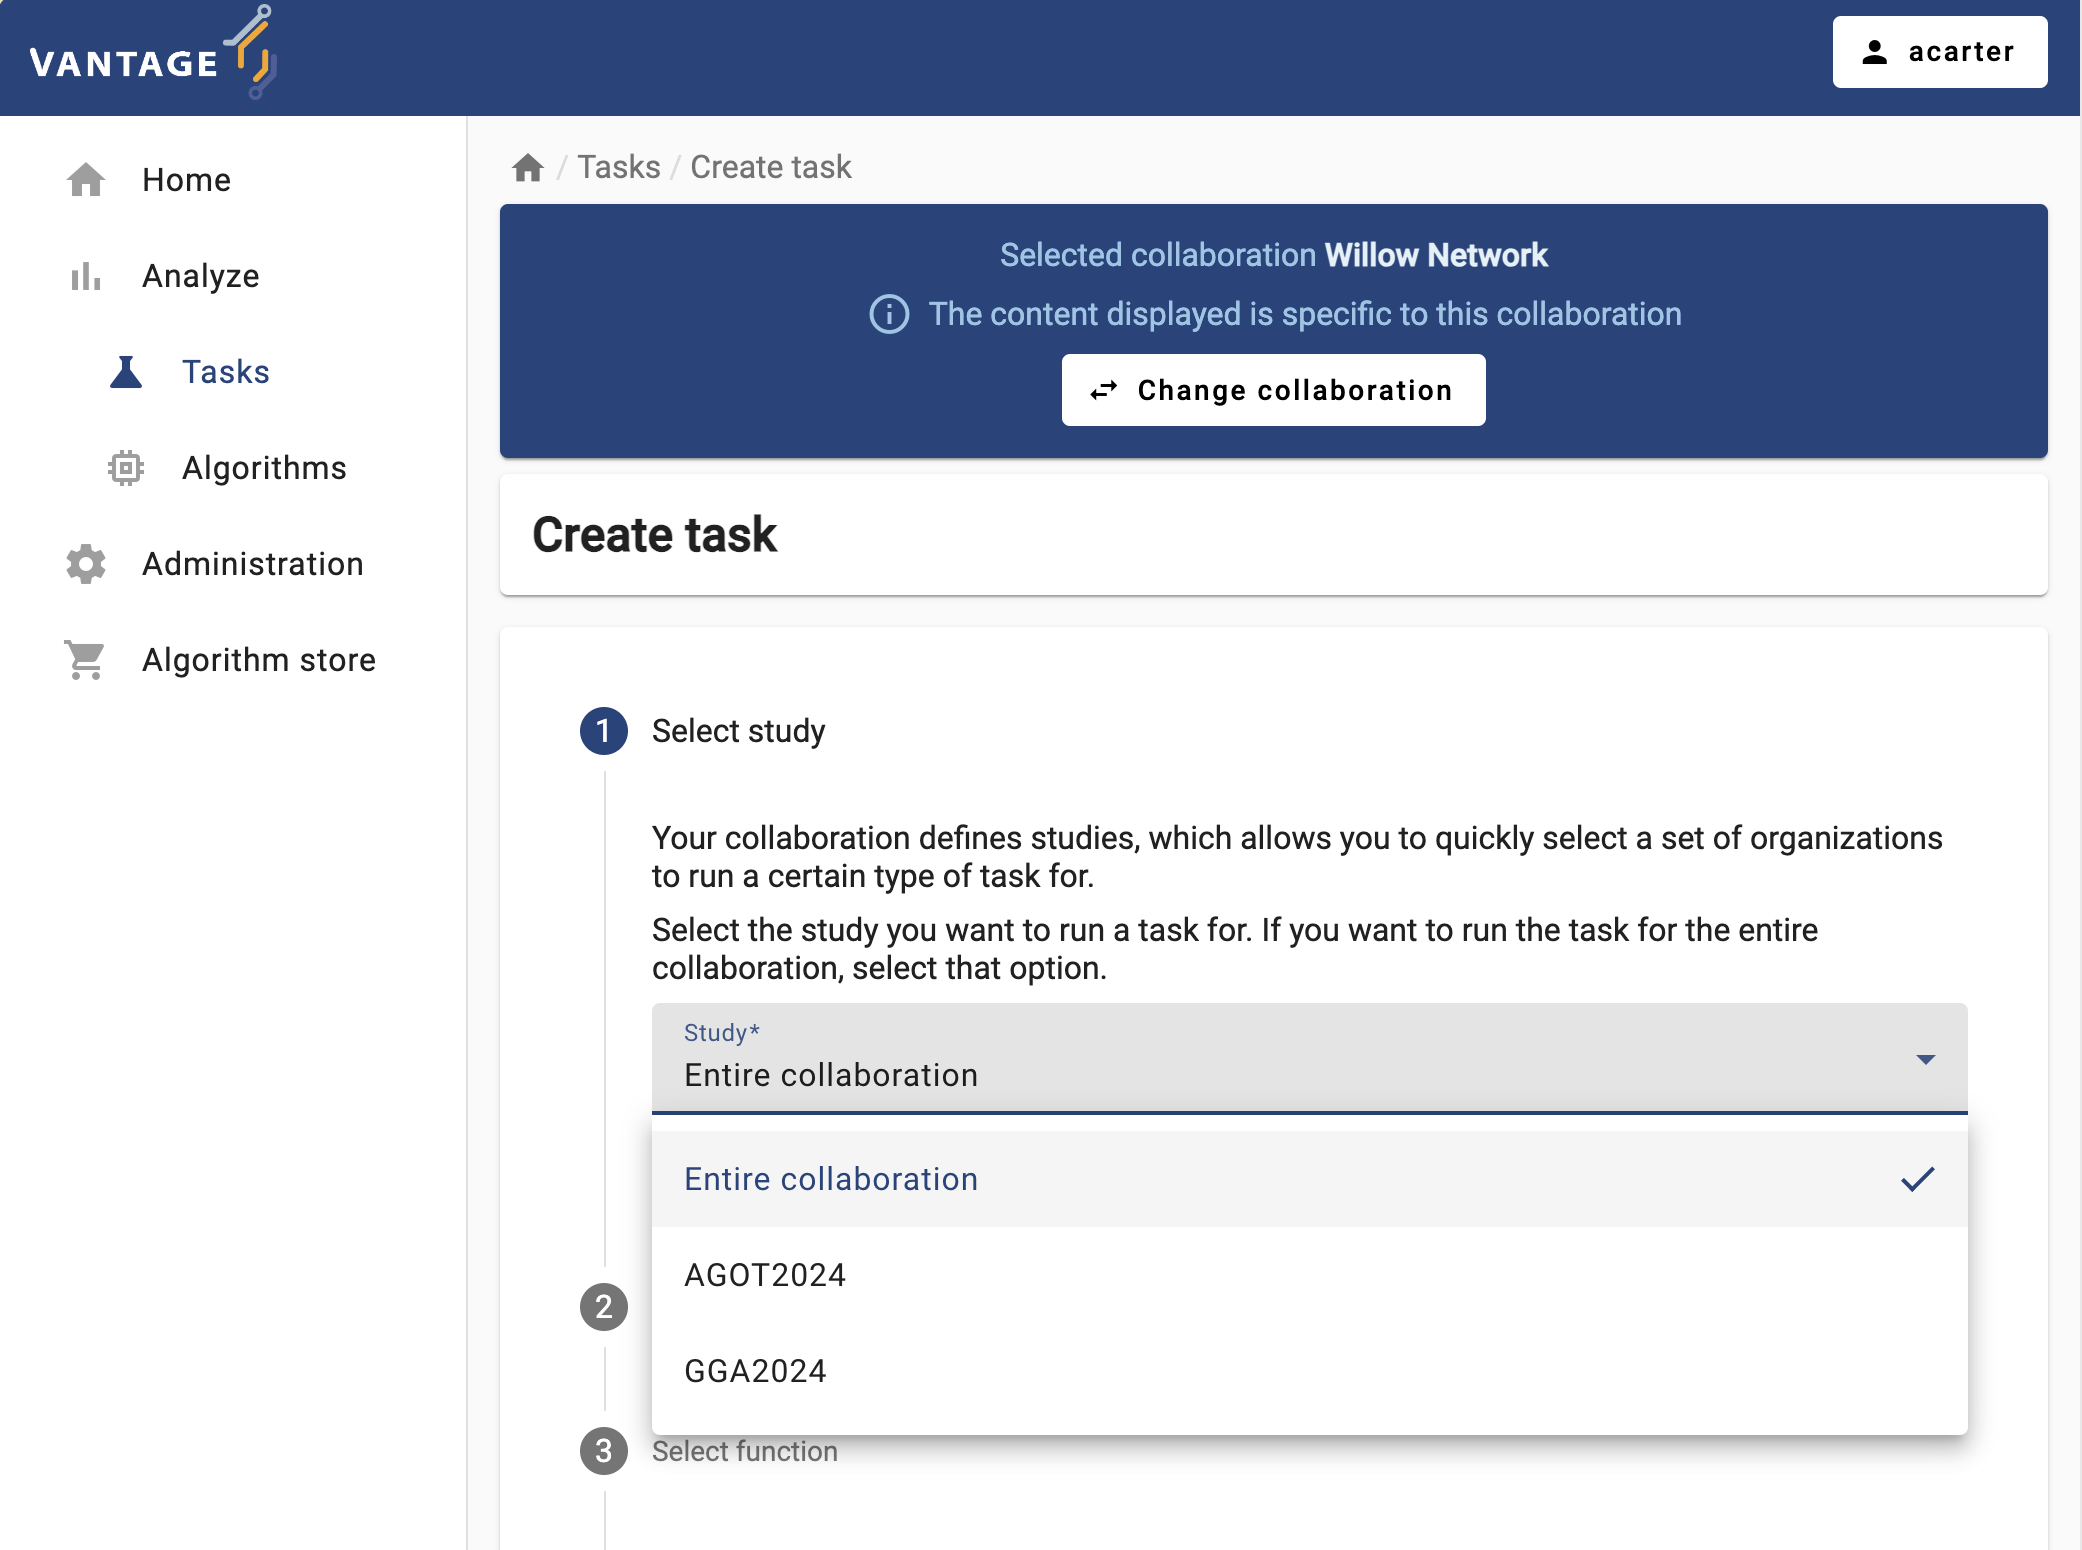 VANTAGE
acarter
Home
Analyze
Tasks
Algorithms
Administration
Algorithm store
/ Tasks / Create task
Selected collaboration Willow Network
The content displayed is specific to this collaboration
Change collaboration
Create task
1 Select study
Your collaboration defines studies, which allows you to quickly select a set of organizations
to run a certain type of task for.
Select the study you want to run a task for. If you want to run the task for the entire
collaboration, select that option.
Study*
Entire collaboration
Entire collaboration
AGOT2024
2
GGA2024
3 Select function